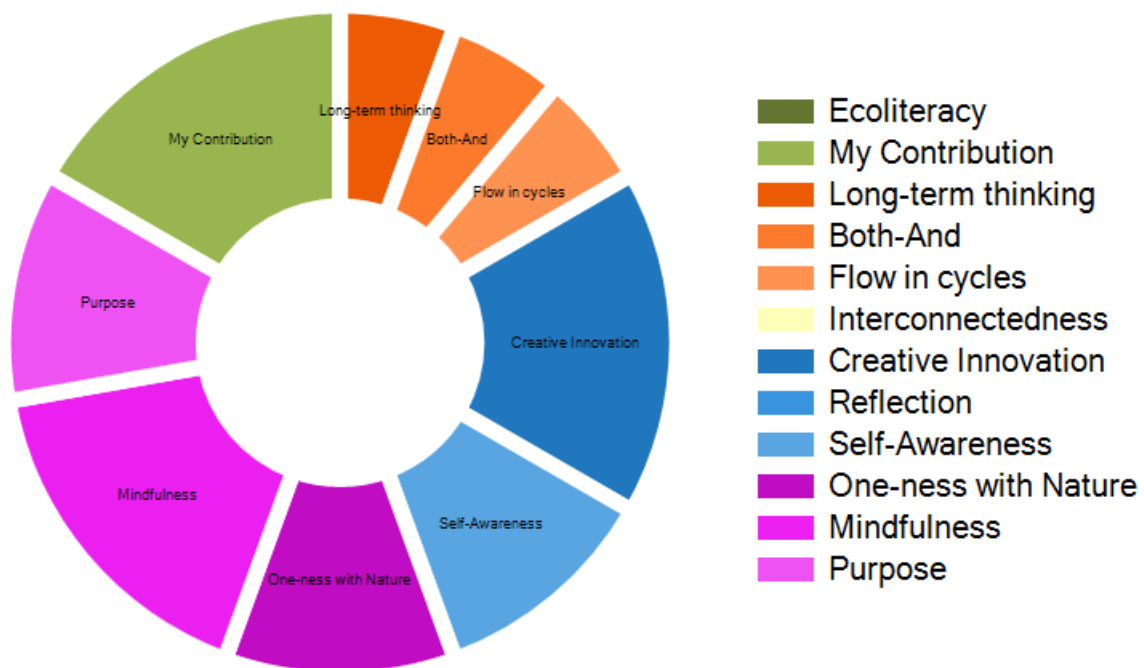 Long-term thinking
Both-And
Flow in cycles
My Contribution
Purpose
Creative Innovation
Mindfulness
Self-Awareness
One-ness with Nature
Ecoliteracy
My Contribution
Long-term thinking
Both-And
Flow in cycles
Interconnectedness
Creative Innovation
Reflection
Self-Awareness
One-ness with Nature
Mindfulness
Purpose